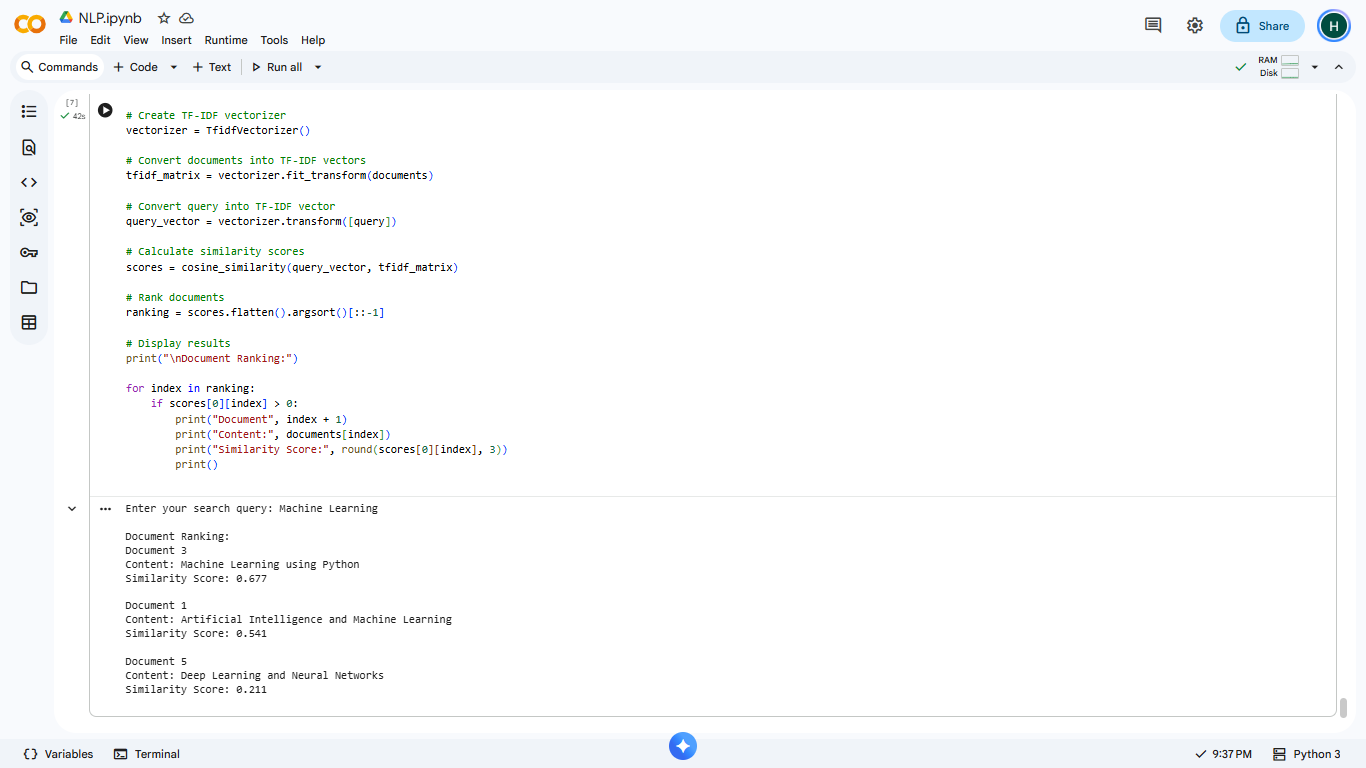 NLP.ipynb
File Edit View Insert Runtime Tools Help
Share
H
Commands + Code + Text Run all
RAM
Disk
[7]
42s
# Create TF-IDF vectorizer
vectorizer = TfidfVectorizer()
# Convert documents into TF-IDF vectors
tfidf_matrix = vectorizer.fit_transform(documents)
# Convert query into TF-IDF vector
query_vector = vectorizer.transform([query])
# Calculate similarity scores
scores = cosine_similarity(query_vector, tfidf_matrix)
# Rank documents
ranking = scores.flatten().argsort()[::-1]
# Display results
print("\nDocument Ranking:")
for index in ranking:
    if scores[0][index] > 0:
        print("Document", index + 1)
        print("Content:", documents[index])
        print("Similarity Score:", round(scores[0][index], 3))
        print()
Enter your search query: Machine Learning
Document Ranking:
Document 3
Content: Machine Learning using Python
Similarity Score: 0.677
Document 1
Content: Artificial Intelligence and Machine Learning
Similarity Score: 0.541
Document 5
Content: Deep Learning and Neural Networks
Similarity Score: 0.211
Variables Terminal 9:37 PM Python 3